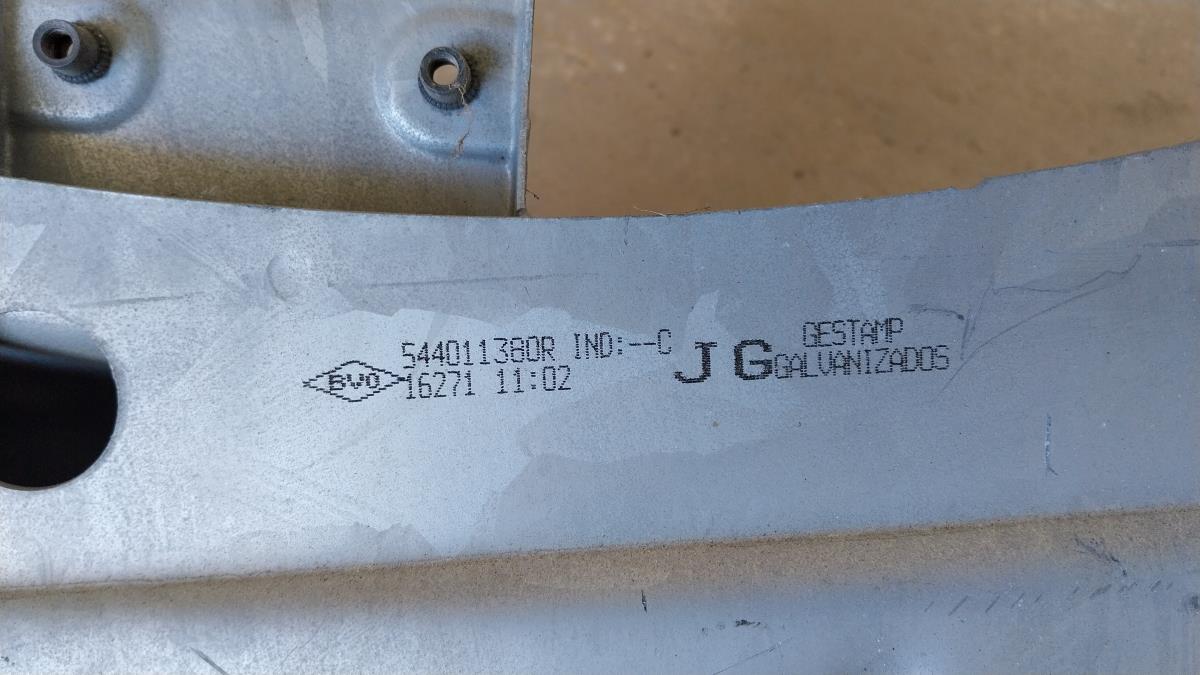 BVO
544011380R IND:--C
16271 11:02
J G
GESTAMP
GALVANIZADOS